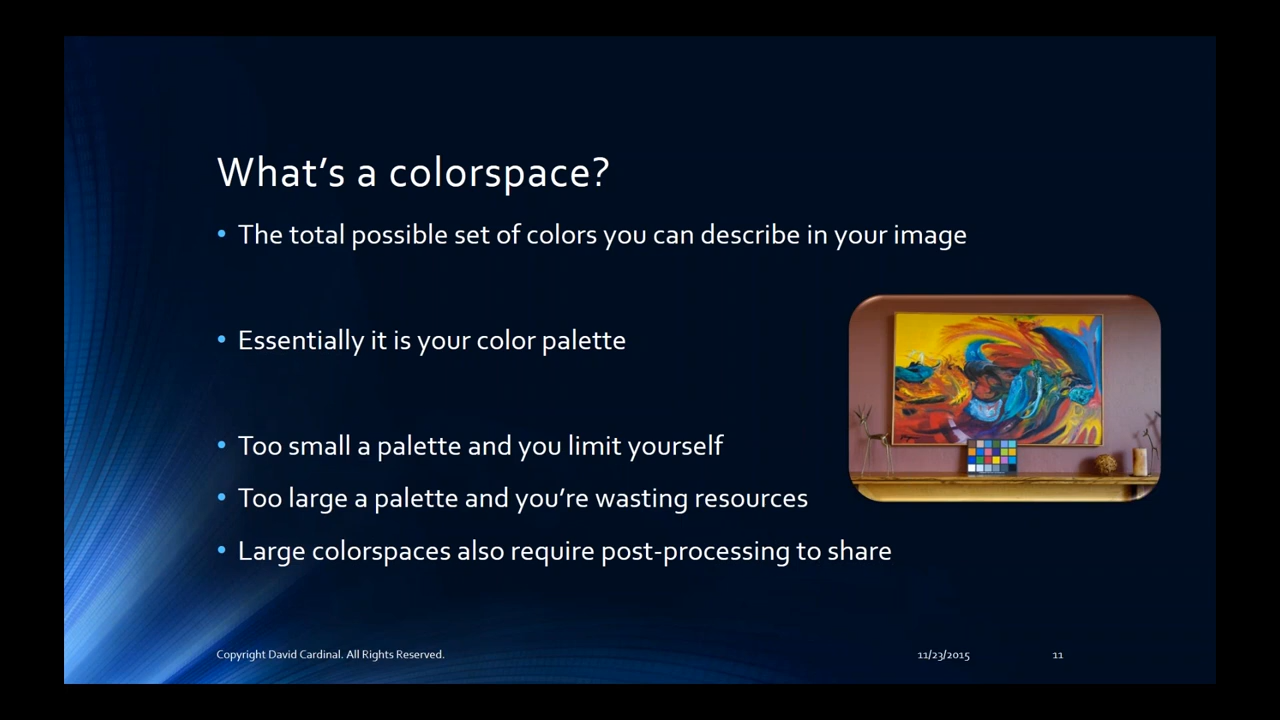 What’s a colorspace?
• The total possible set of colors you can describe in your image
• Essentially it is your color palette
• Too small a palette and you limit yourself
• Too large a palette and you’re wasting resources
• Large colorspaces also require post-processing to share
Copyright David Cardinal. All Rights Reserved. 11/23/2015 11